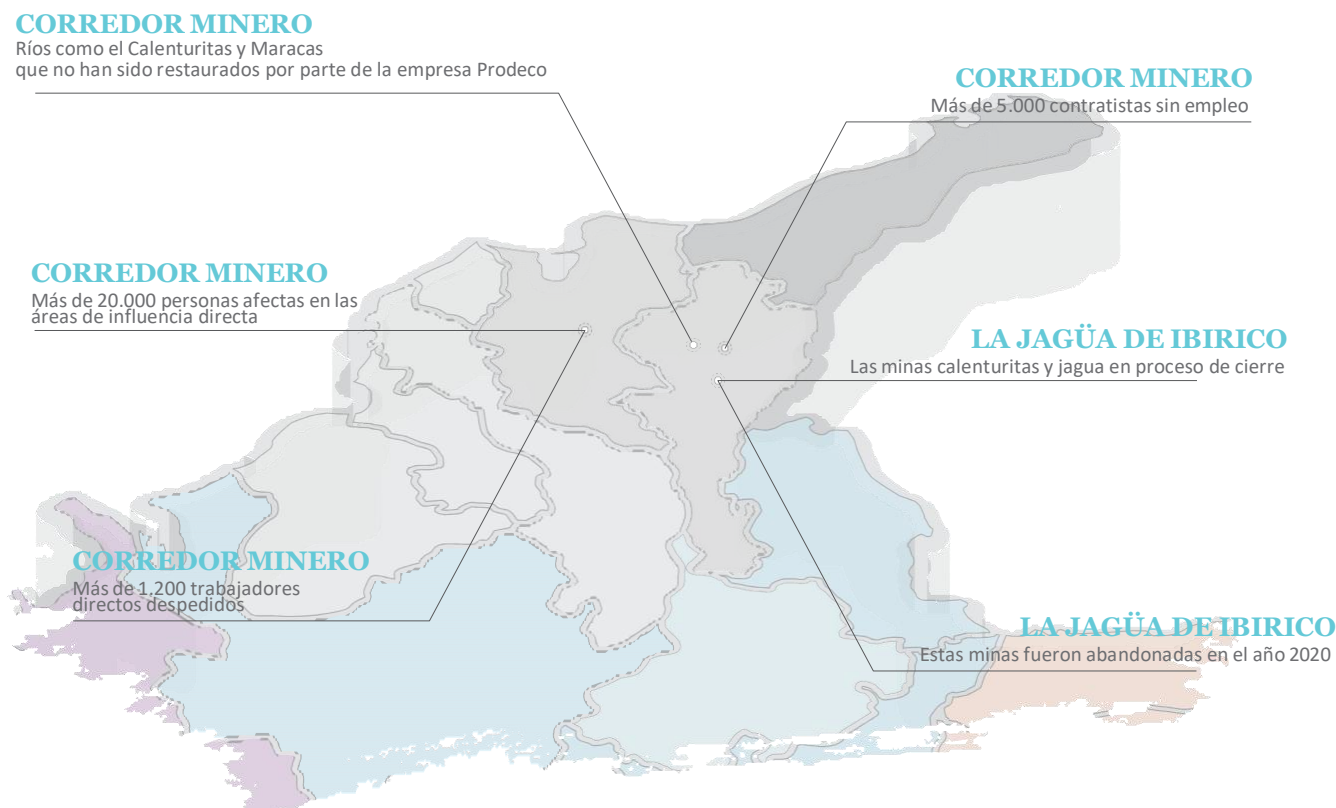 CORREDOR MINERO
Ríos como el Calenturitas y Maracas
que no han sido restaurados por parte de la empresa Prodeco
CORREDOR MINERO
Más de 5.000 contratistas sin empleo
CORREDOR MINERO
Más de 20.000 personas afectas en las
áreas de influencia directa
LA JAGÜA DE IBIRICO
Las minas calenturitas y jagua en proceso de cierre
CORREDOR MINERO
Más de 1,200 trabajadores
directos despedidos
LA JAGÜA DE IBIRICO
Estas minas fueron abandonadas en el año 2020